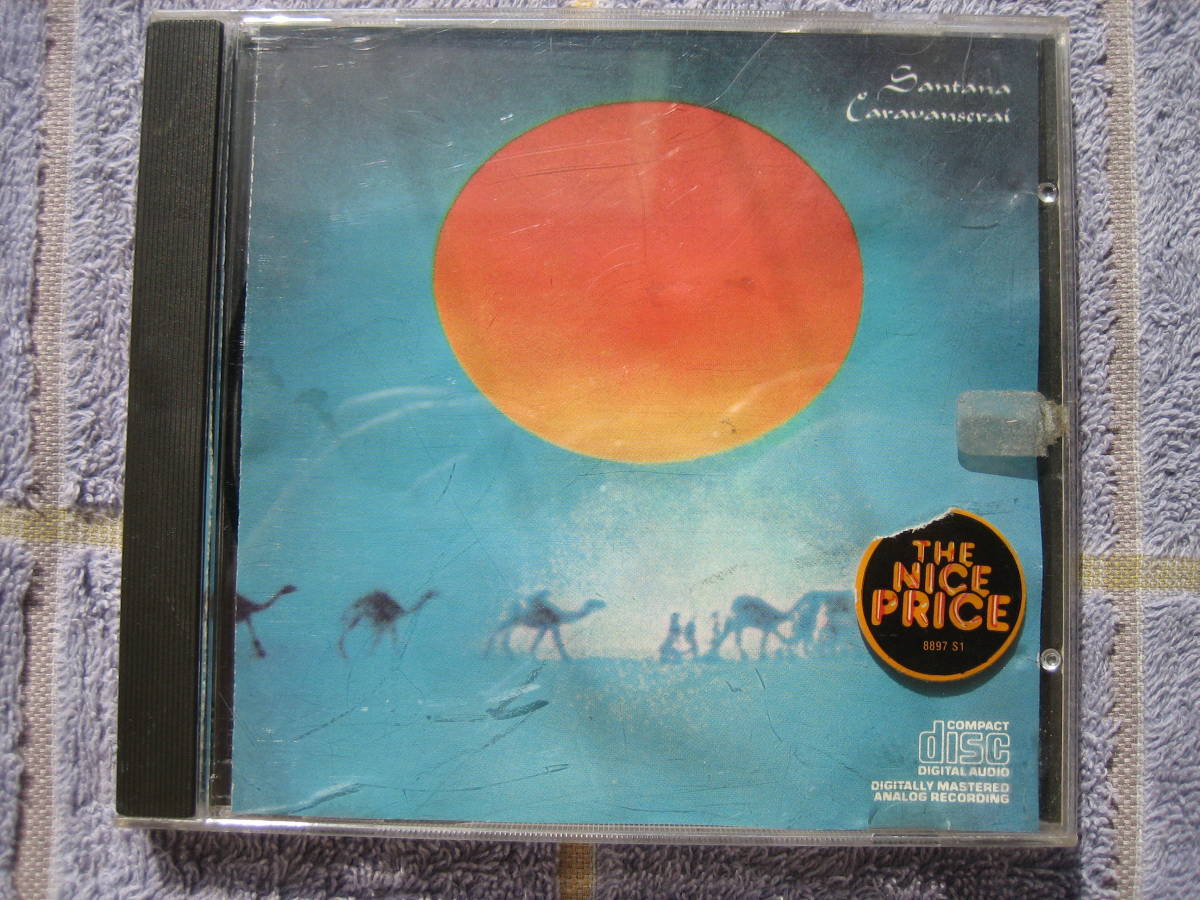 Santana
Caravanserai
THE
NICE
PRICE
8897 S1
COMPACT
disc
DIGITAL AUDIO
DIGITALLY MASTERED
ANALOG RECORDING